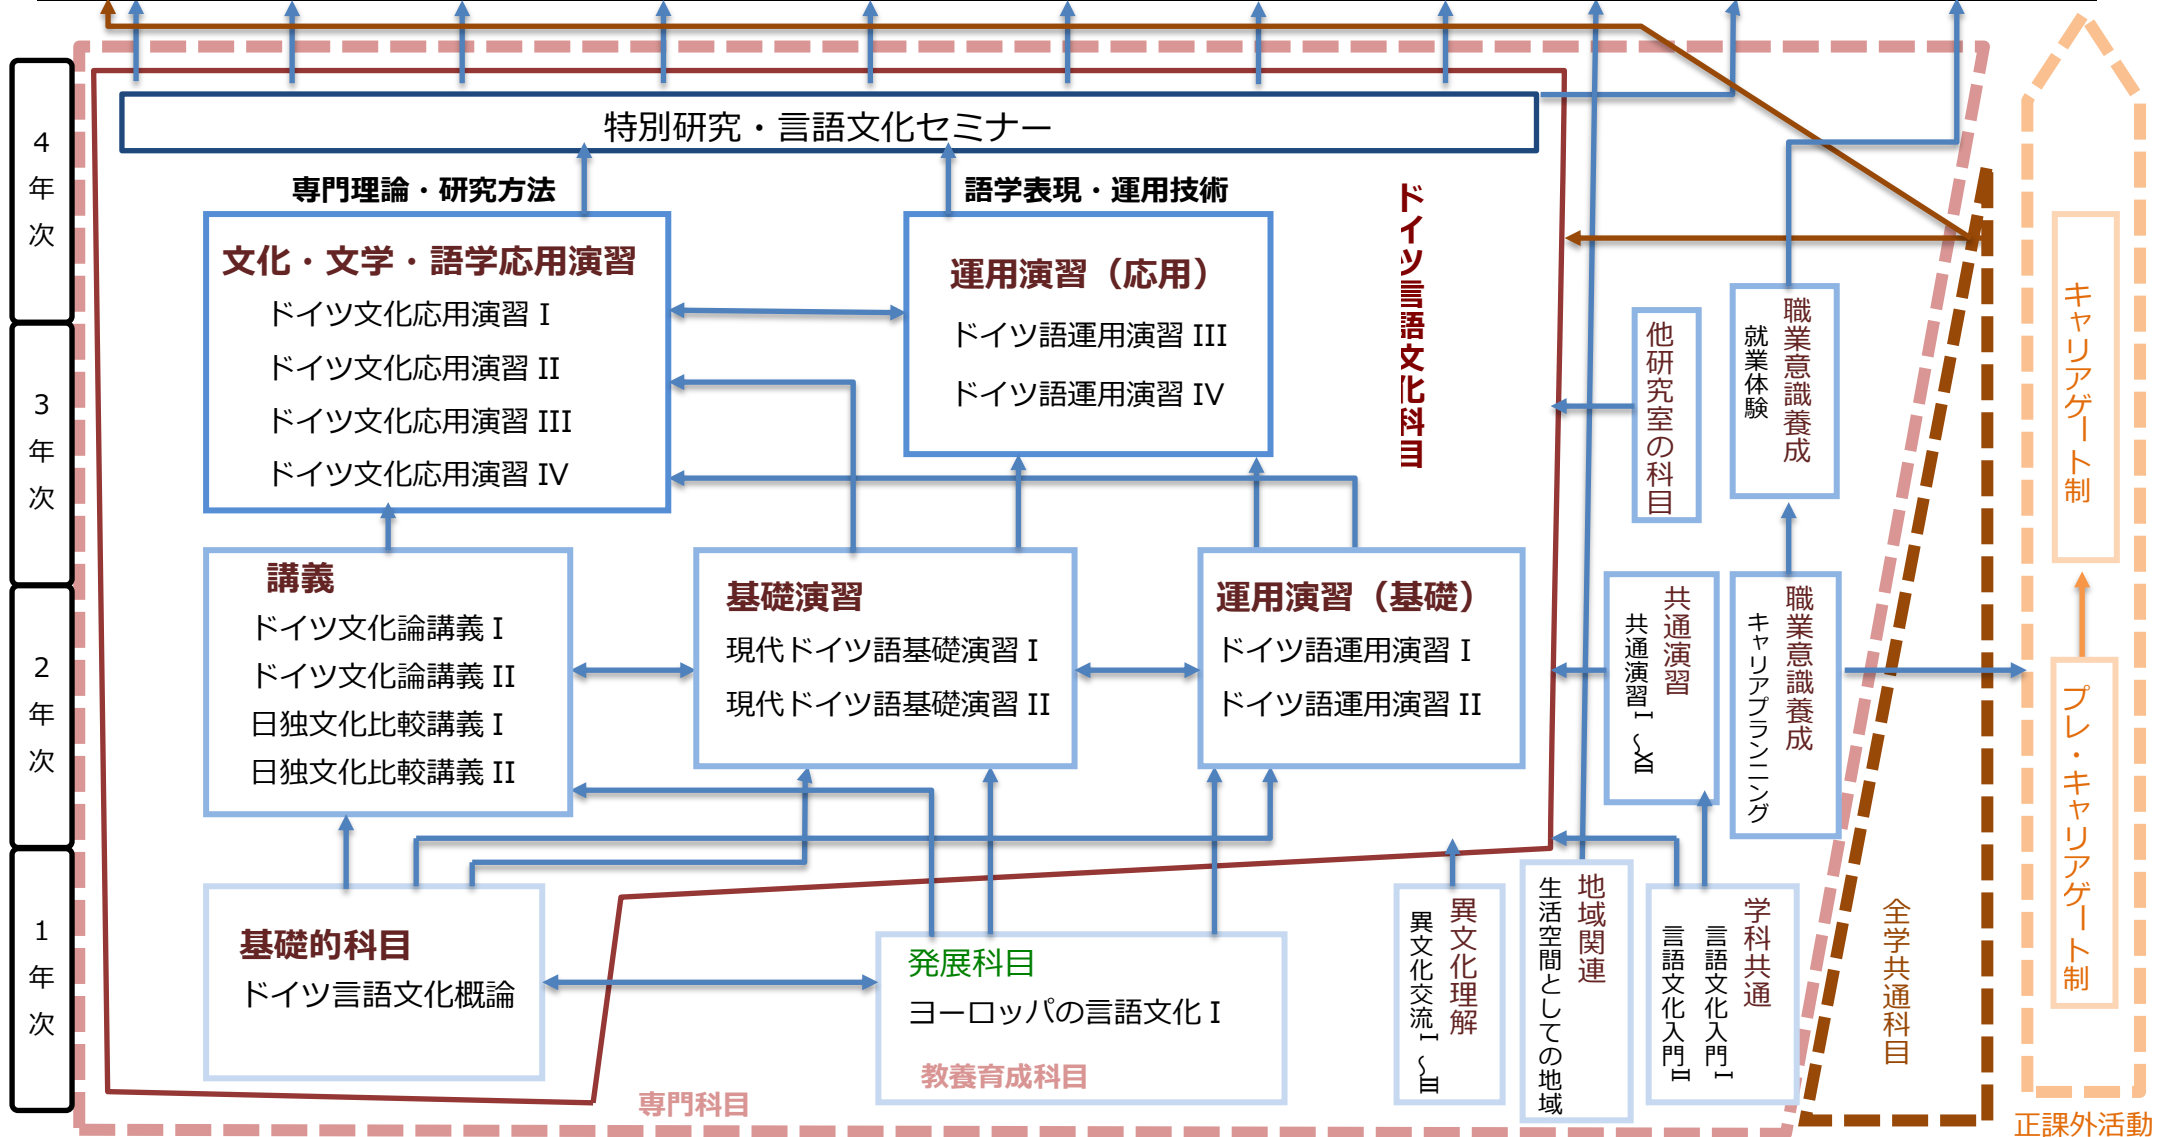 4年次
3年次
2年次
1年次
特別研究・言語文化セミナー
専門理論・研究方法
語学表現・運用技術
文化・文学・語学応用演習
ドイツ文化応用演習 I
ドイツ文化応用演習 II
ドイツ文化応用演習 III
ドイツ文化応用演習 IV
運用演習（応用）
ドイツ語運用演習 III
ドイツ語運用演習 IV
ドイツ言語文化科目
講義
ドイツ文化論講義 I
ドイツ文化論講義 II
日独文化比較講義 I
日独文化比較講義 II
基礎演習
現代ドイツ語基礎演習 I
現代ドイツ語基礎演習 II
運用演習（基礎）
ドイツ語運用演習 I
ドイツ語運用演習 II
基礎的科目
ドイツ言語文化概論
発展科目
ヨーロッパの言語文化 I
教養育成科目
専門科目
他研究室の科目
職業意識養成
就業体験
共通演習
共通演習Ⅰ～Ⅻ
職業意識養成
キャリアプランニング
異文化理解
異文化交流Ⅰ～Ⅲ
地域関連
生活空間としての地域
学科共通
言語文化入門Ⅰ
言語文化入門Ⅱ
全学共通科目
キャリアゲート制
プレ・キャリアゲート制
正課外活動